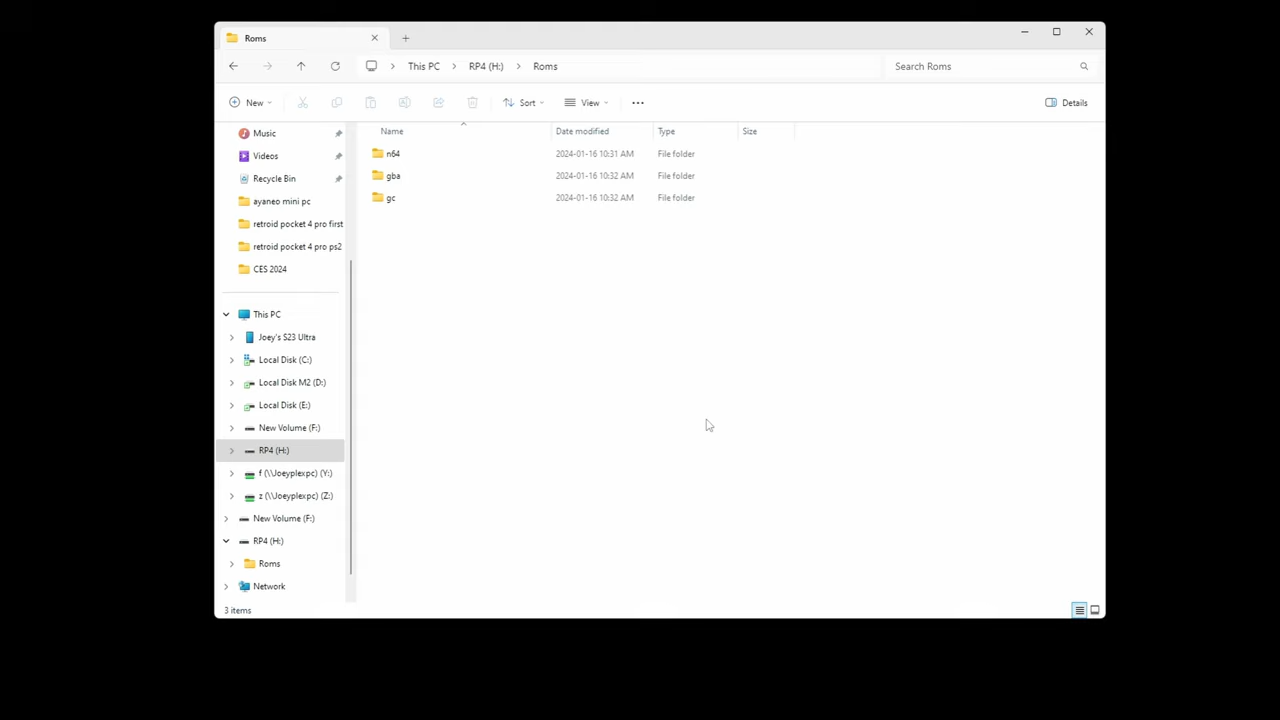 Roms
This PC
RP4 (H:)
Roms
Search Roms
New
Sort
View
Details
Name
Date modified
Type
Size
n64
2024-01-16 10:31 AM
File folder
gba
2024-01-16 10:32 AM
File folder
gc
2024-01-16 10:32 AM
File folder
Music
Videos
Recycle Bin
ayaneo mini pc
retroid pocket 4 pro first
retroid pocket 4 pro ps2
CES 2024
This PC
Joey's S23 Ultra
Local Disk (C:)
Local Disk M2 (D:)
Local Disk (E:)
New Volume (F:)
RP4 (H:)
f (\\Joeyplexpc) (Y:)
z (\\Joeyplexpc) (Z:)
New Volume (F:)
RP4 (H:)
Roms
Network
3 items